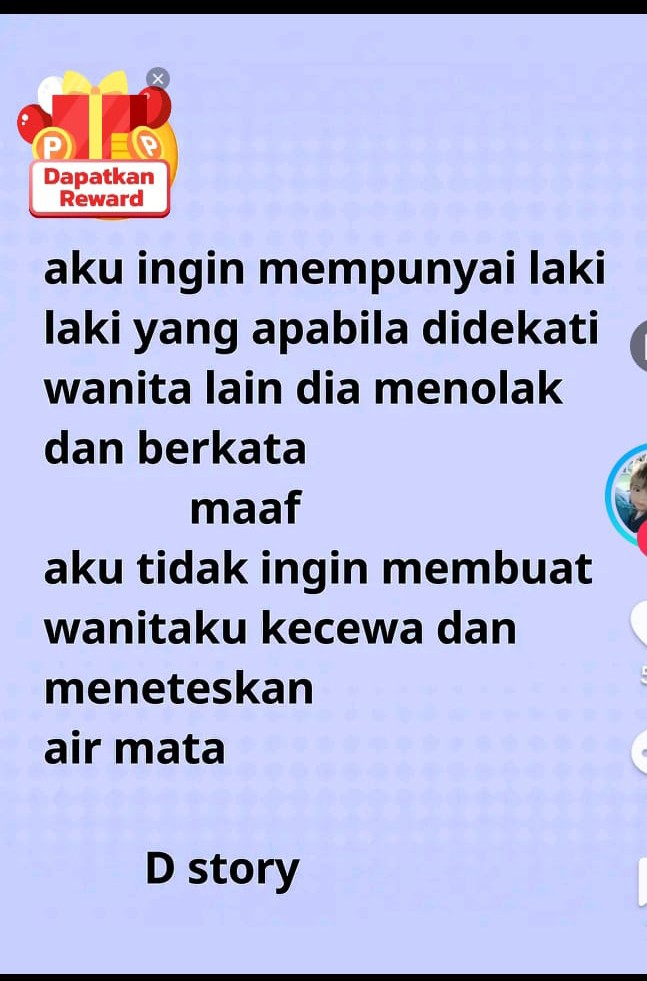 Dapatkan
Reward
aku ingin mempunyai laki
laki yang apabila didekati
wanita lain dia menolak
dan berkata
maaf
aku tidak ingin membuat
wanitaku kecewa dan
meneteskan
air mata
D story